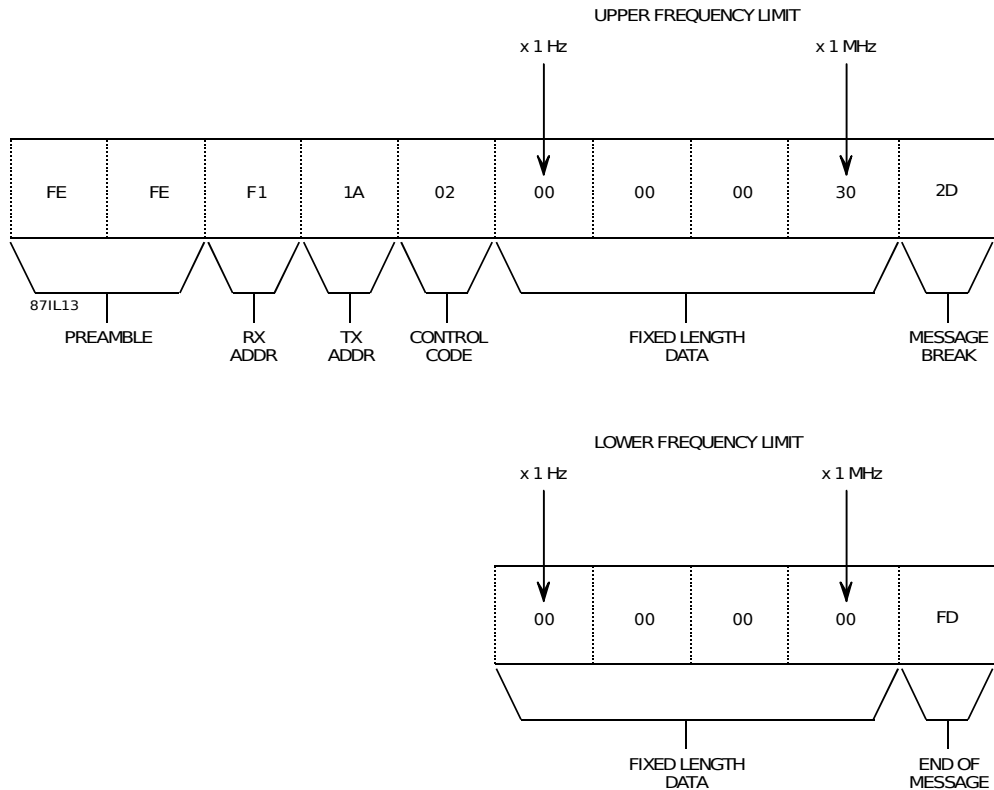 UPPER FREQUENCY LIMIT
x 1 Hz x 1 MHz
FE FE F1 1A 02 00 00 00 30 2D
87IL13
PREAMBLE RX ADDR TX ADDR CONTROL CODE FIXED LENGTH DATA MESSAGE BREAK
LOWER FREQUENCY LIMIT
x 1 Hz x 1 MHz
00 00 00 00 FD
FIXED LENGTH DATA END OF MESSAGE